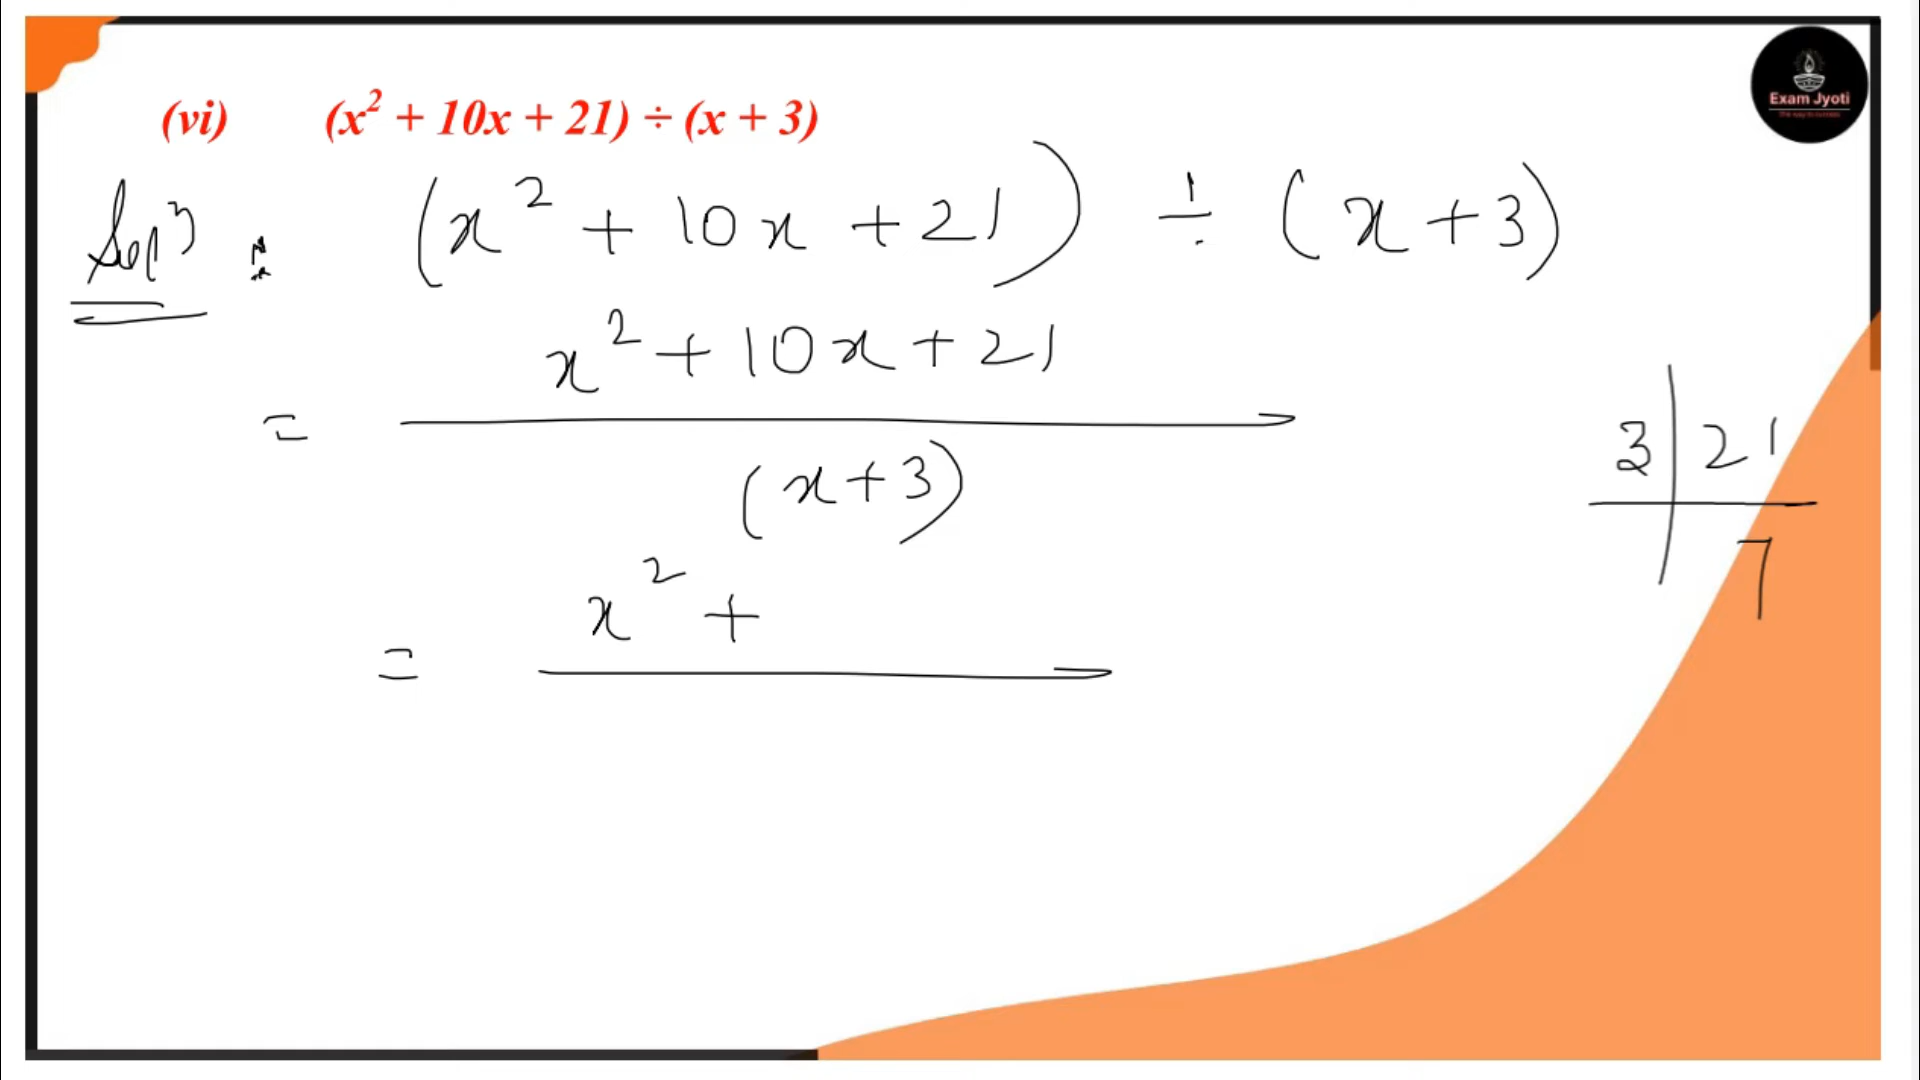 (vi) (x² + 10x + 21) ÷ (x + 3)
Exam Jyoti
Solⁿ : (x² + 10x + 21) ÷ (x + 3)
x² + 10x + 21
=
(x + 3)
3 | 21
7
x² +
=